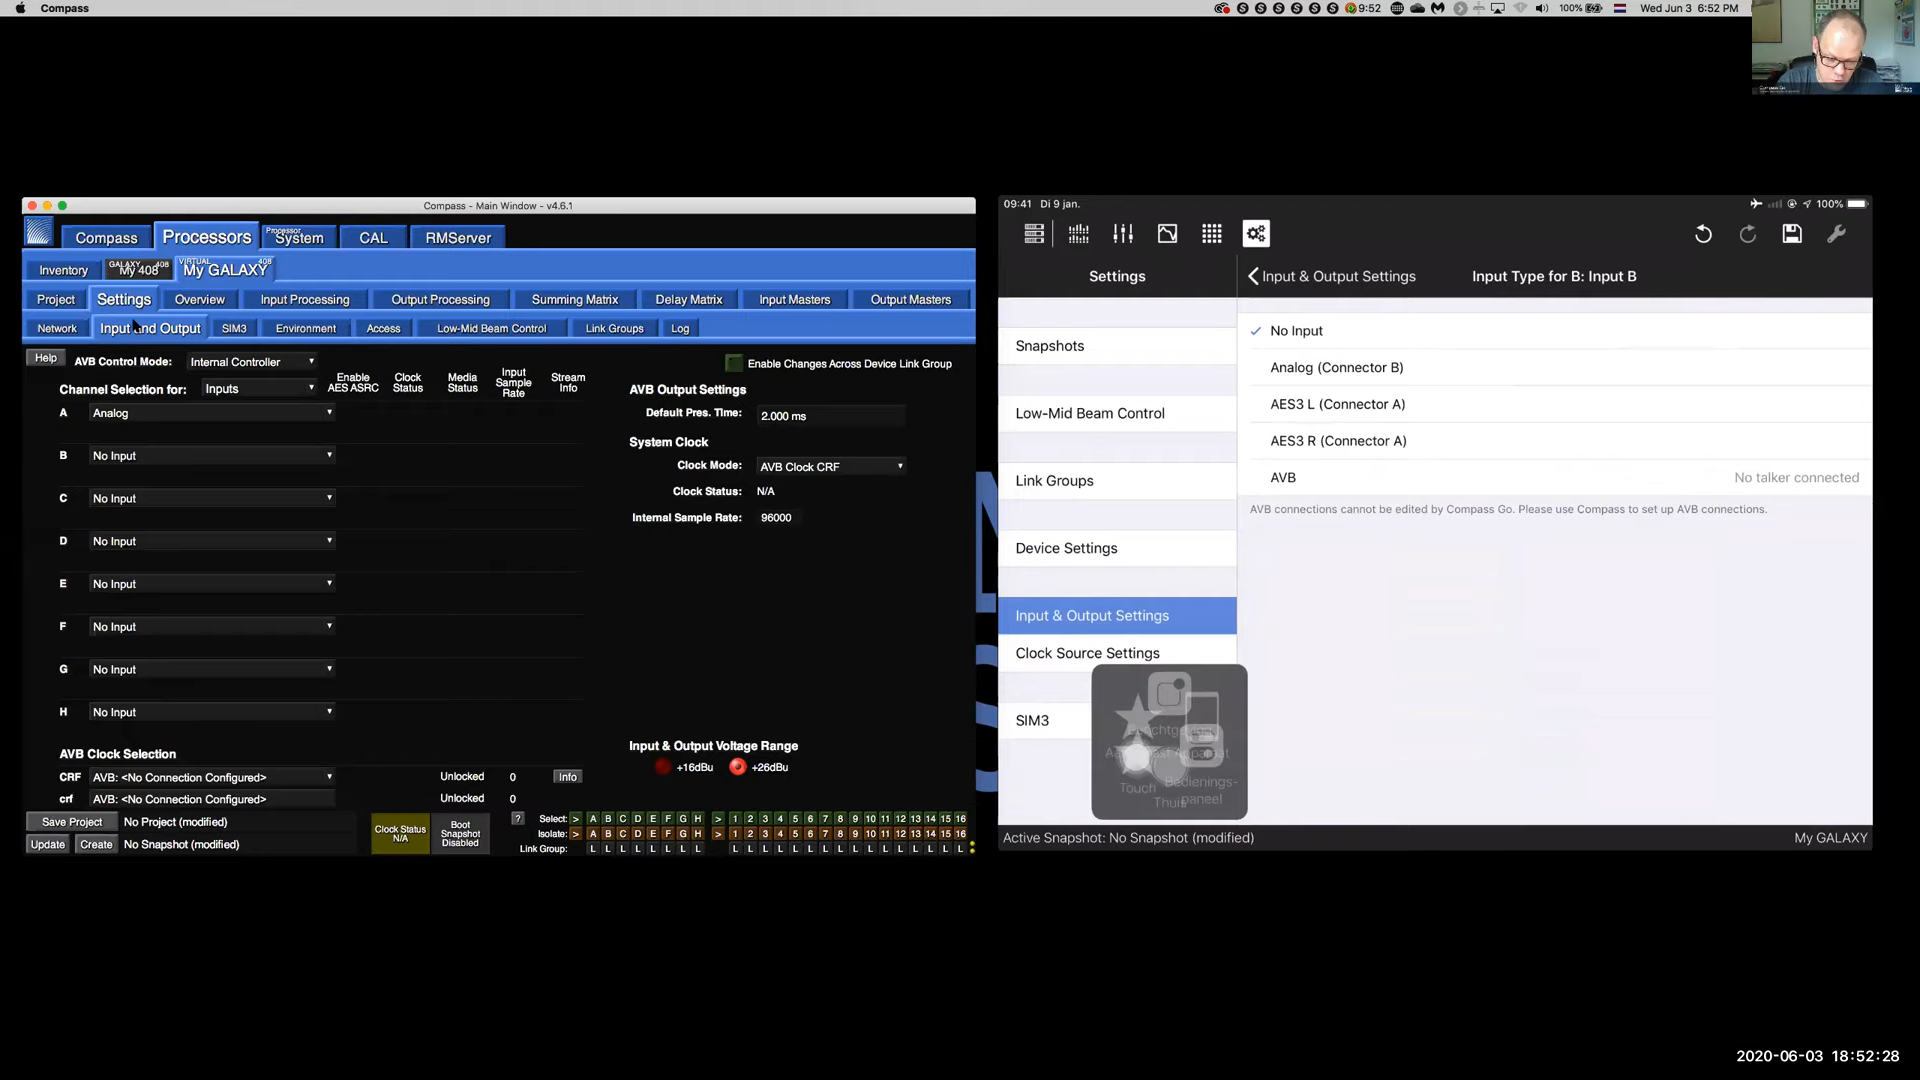 Compass
9:52
100%
Wed Jun 3 6:52 PM
Compass - Main Window - v4.6.1
Compass
Processors
Processor
System
CAL
RMServer
Inventory
GALAXY 408
My 408
VIRTUAL 408
My GALAXY
Project
Settings
Overview
Input Processing
Output Processing
Summing Matrix
Delay Matrix
Input Masters
Output Masters
Network
Input and Output
SIM3
Environment
Access
Low-Mid Beam Control
Link Groups
Log
Help
AVB Control Mode:
Internal Controller
Enable Changes Across Device Link Group
Channel Selection for:
Inputs
Enable
AES ASRC
Clock
Status
Media
Status
Input
Sample
Rate
Stream
Info
A Analog
B No Input
C No Input
D No Input
E No Input
F No Input
G No Input
H No Input
AVB Output Settings
Default Pres. Time: 2.000 ms
System Clock
Clock Mode: AVB Clock CRF
Clock Status: N/A
Internal Sample Rate: 96000
Input & Output Voltage Range
+16dBu
+26dBu
AVB Clock Selection
CRF AVB: <No Connection Configured> Unlocked 0 Info
crf AVB: <No Connection Configured> Unlocked 0
Save Project No Project (modified)
Update Create No Snapshot (modified)
Clock Status
N/A
Boot
Snapshot
Disabled
?
Select: > A B C D E F G H > 1 2 3 4 5 6 7 8 9 10 11 12 13 14 15 16
Isolate: > A B C D E F G H > 1 2 3 4 5 6 7 8 9 10 11 12 13 14 15 16
Link Group: L L L L L L L L L L L L L L L L L L L L L L L L
09:41 Di 9 jan.
100%
Settings
Input & Output Settings
Input Type for B: Input B
Snapshots
Low-Mid Beam Control
Link Groups
Device Settings
Input & Output Settings
Clock Source Settings
SIM3
No Input
Analog (Connector B)
AES3 L (Connector A)
AES3 R (Connector A)
AVB
No talker connected
AVB connections cannot be edited by Compass Go. Please use Compass to set up AVB connections.
Apparaat
Bedienings-
paneel
Touch
Thuis
Active Snapshot: No Snapshot (modified)
My GALAXY
2020-06-03 18:52:28